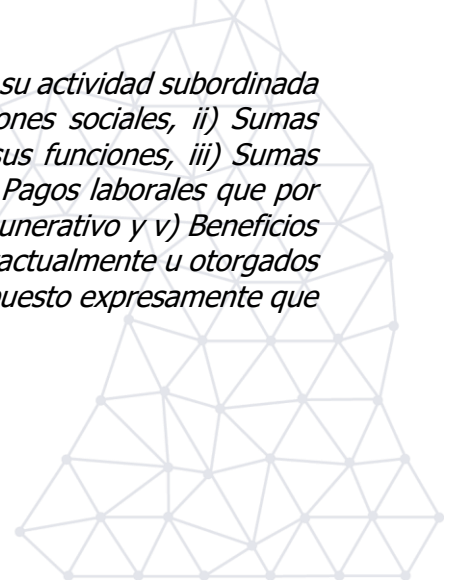 su actividad subordinada
ones sociales, ii) Sumas
sus funciones, iii) Sumas
Pagos laborales que por
unerativo y v) Beneficios
actualmente u otorgados
uesto expresamente que